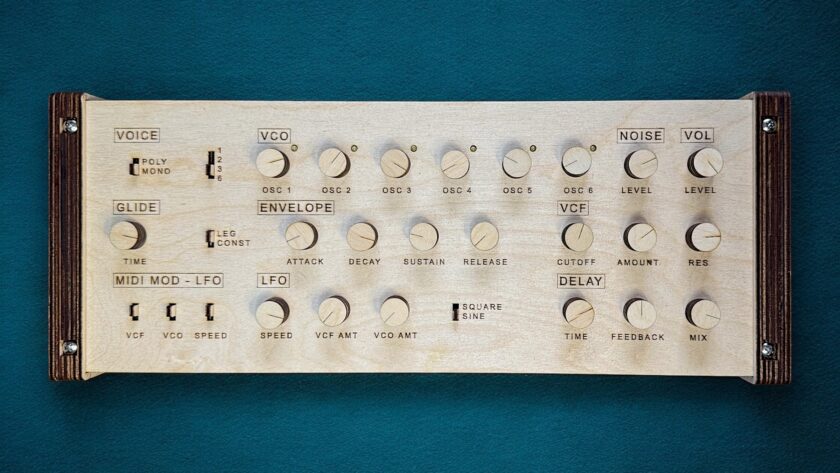 VOICE VCO NOISE VOL
POLY
MONO
1
2
3
6
OSC 1 OSC 2 OSC 3 OSC 4 OSC 5 OSC 6 LEVEL LEVEL
GLIDE ENVELOPE VCF
LEG
CONST
TIME ATTACK DECAY SUSTAIN RELEASE CUTOFF AMOUNT RES.
MIDI MOD - LFO LFO DELAY
SQUARE
SINE
VCF VCO SPEED SPEED VCF AMT VCO AMT TIME FEEDBACK MIX